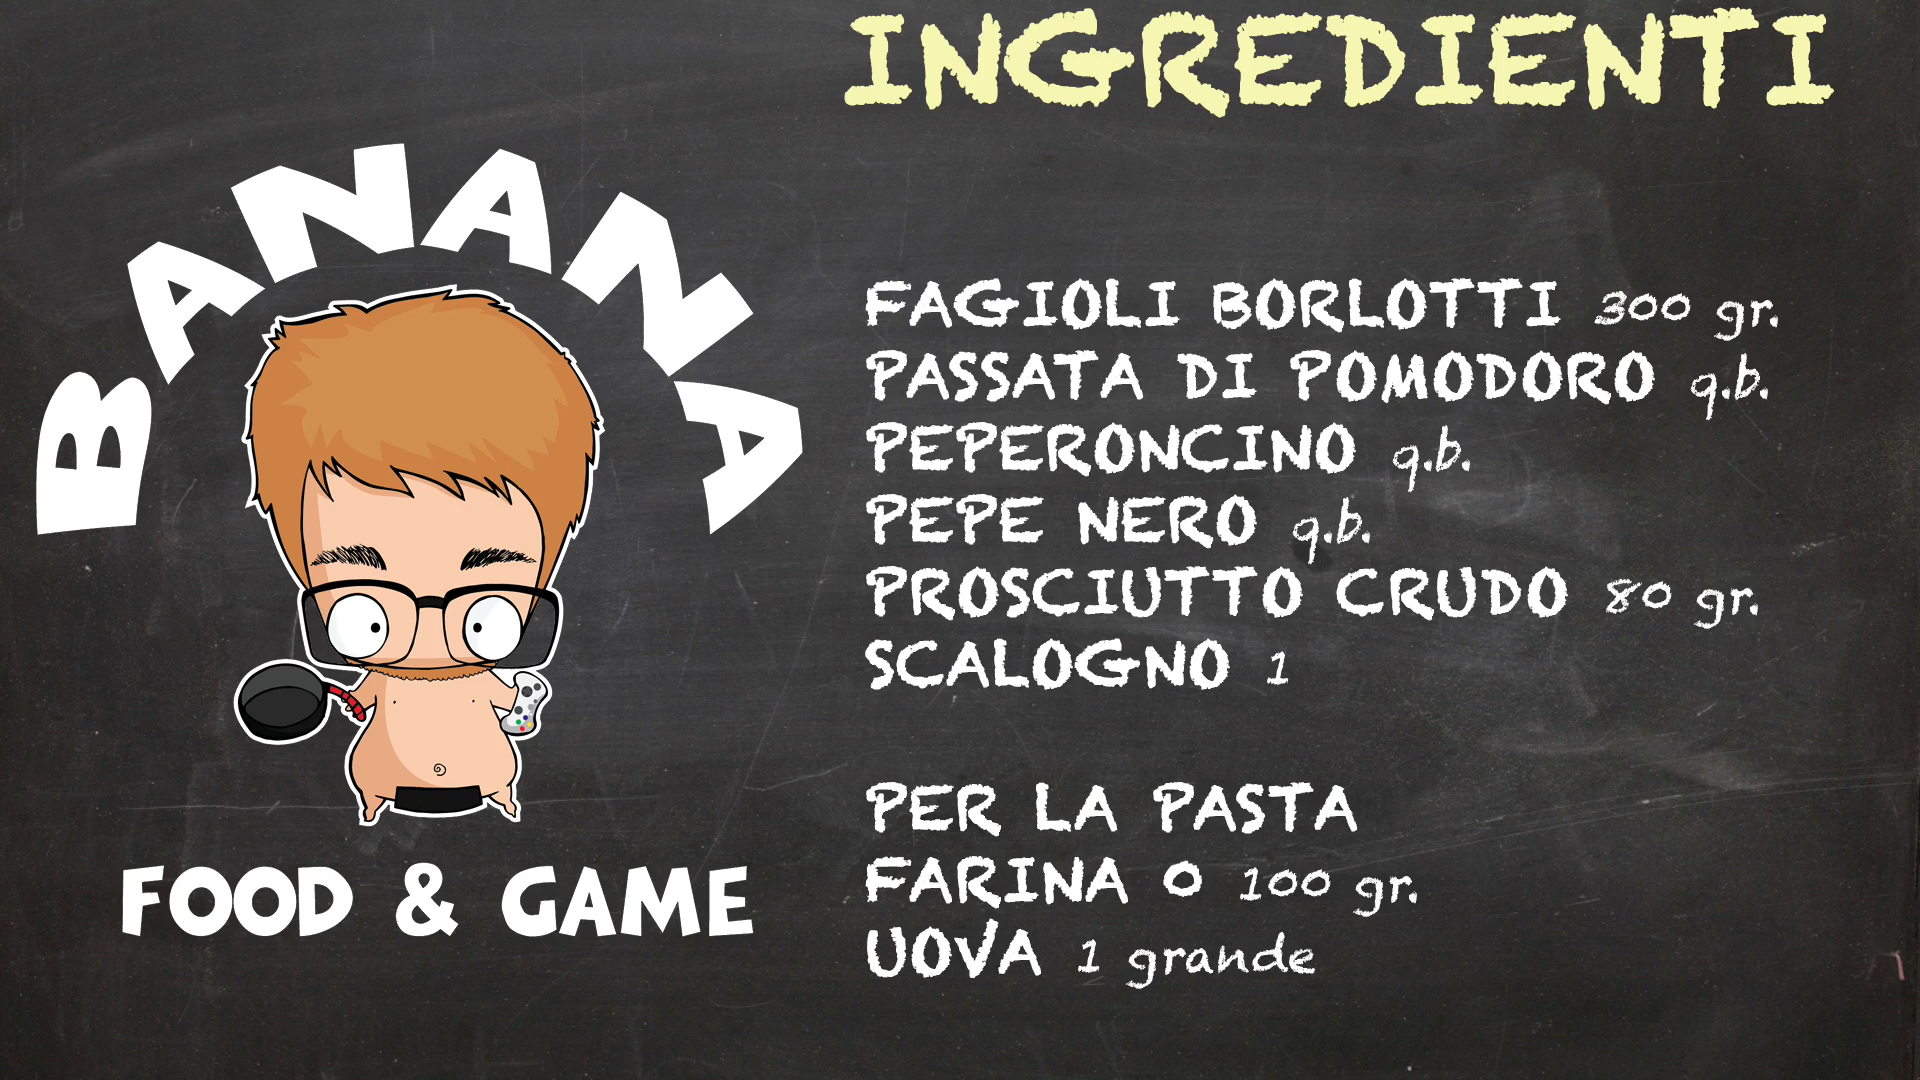 INGREDIENTI
BANANA
FOOD & GAME
FAGIOLI BORLOTTI 300 gr.
PASSATA DI POMODORO q.b.
PEPERONCINO q.b.
PEPE NERO q.b.
PROSCIUTTO CRUDO 80 gr.
SCALOGNO 1
PER LA PASTA
FARINA 0 100 gr.
UOVA 1 grande